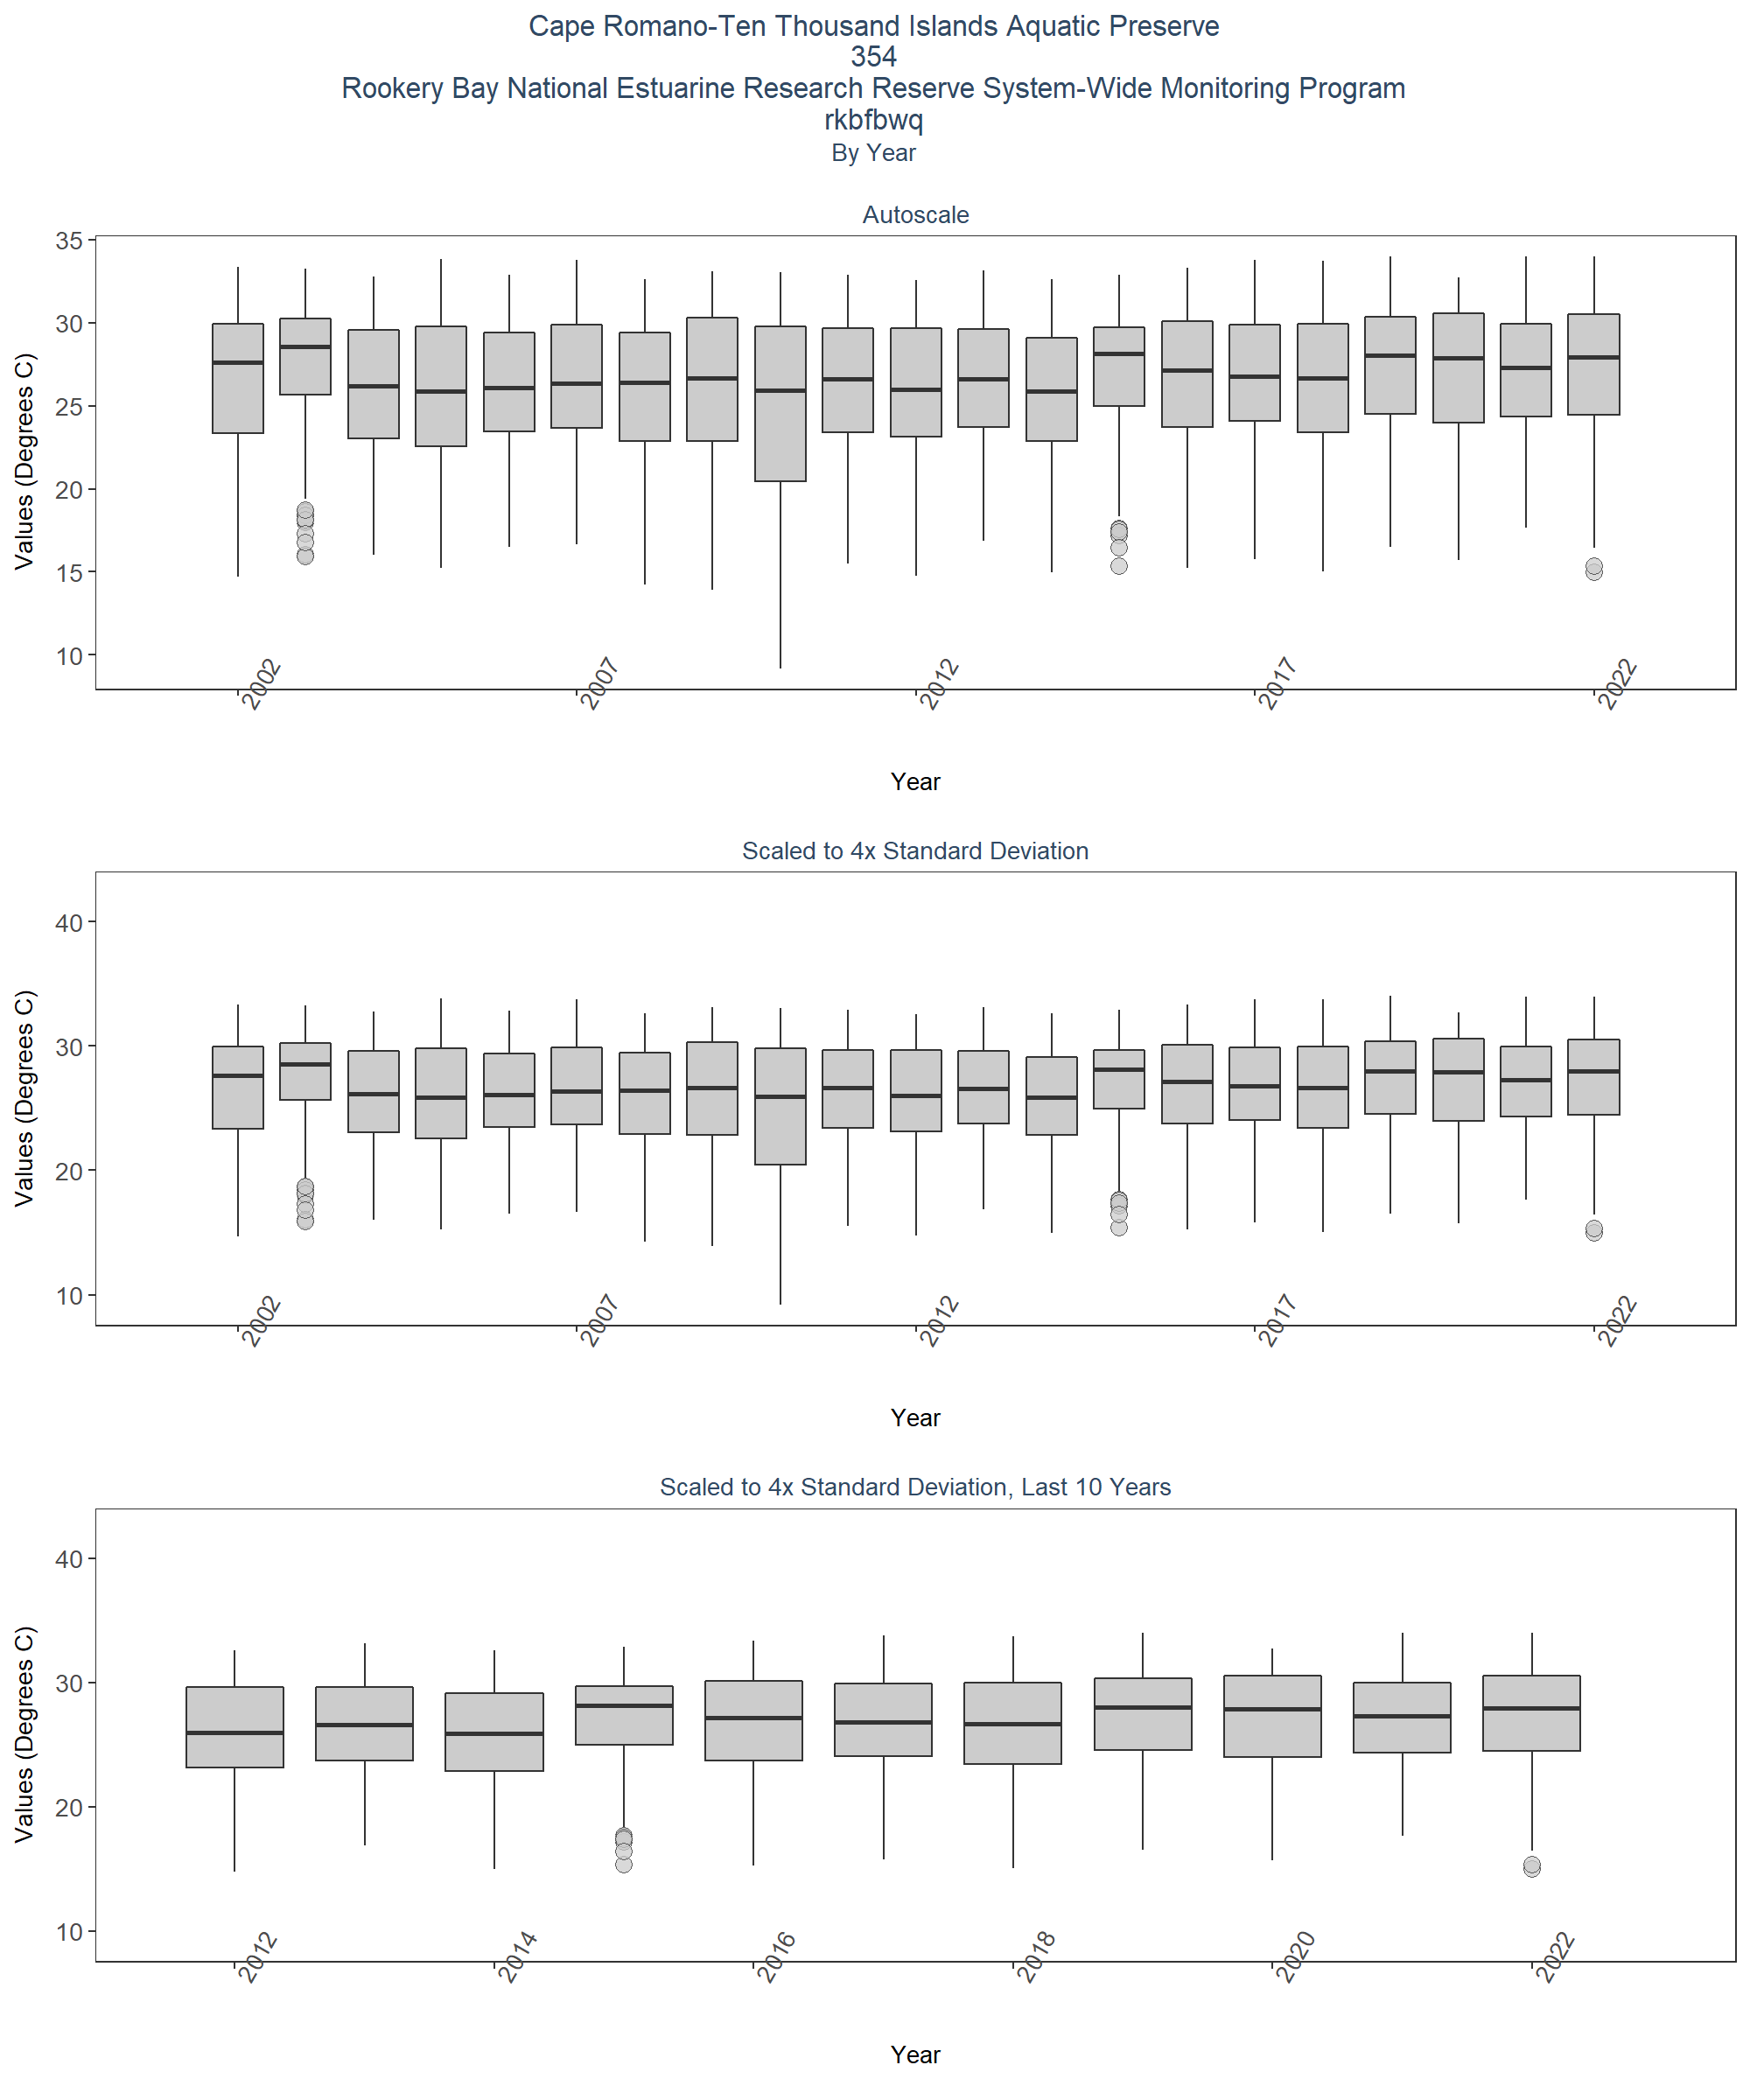 Cape Romano-Ten Thousand Islands Aquatic Preserve
354
Rookery Bay National Estuarine Research Reserve System-Wide Monitoring Program
rkbfbwq
By Year
Autoscale
Values (Degrees C)
35
30
25
20
15
10
2002
2007
2012
2017
2022
Year
Scaled to 4x Standard Deviation
Values (Degrees C)
40
30
20
10
2002
2007
2012
2017
2022
Year
Scaled to 4x Standard Deviation, Last 10 Years
Values (Degrees C)
40
30
20
10
2012
2014
2016
2018
2020
2022
Year